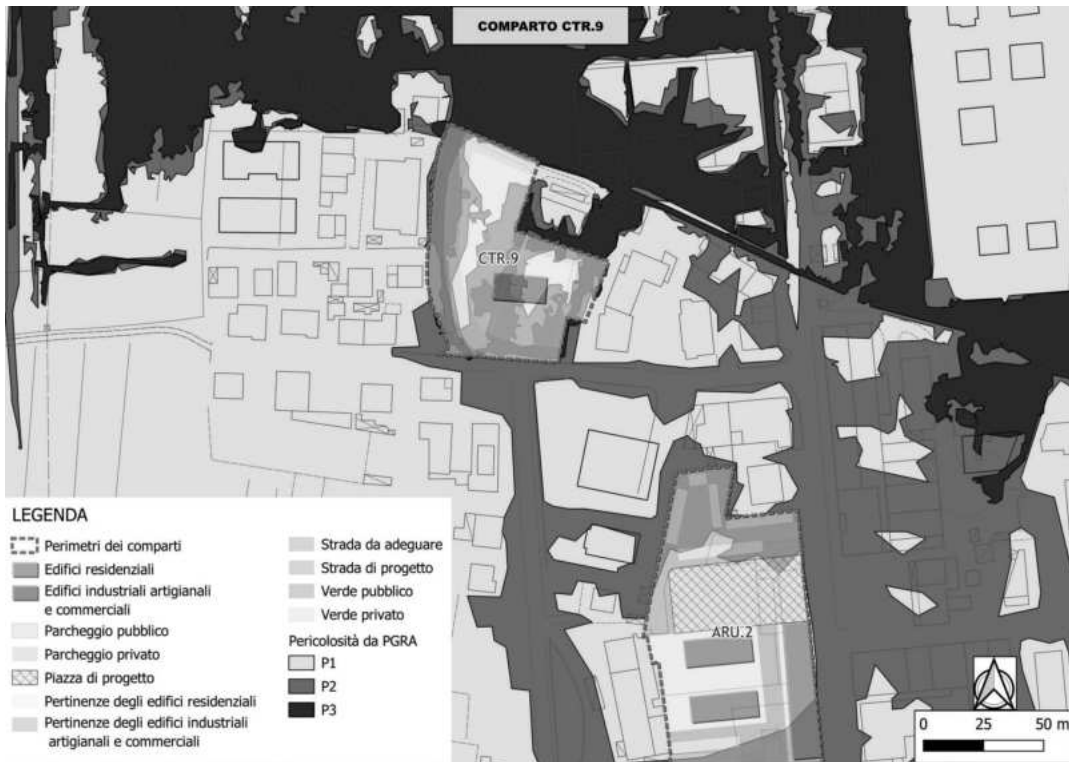 COMPARTO CTR.9
CTR.9
ARU.2
LEGENDA
Perimetri dei comparti
Edifici residenziali
Edifici industriali artigianali
e commerciali
Parcheggio pubblico
Parcheggio privato
Piazza di progetto
Pertinenze degli edifici residenziali
Pertinenze degli edifici industriali
artigianali e commerciali
Strada da adeguare
Strada di progetto
Verde pubblico
Verde privato
Pericolosità da PGRA
P1
P2
P3
0 25 50 m